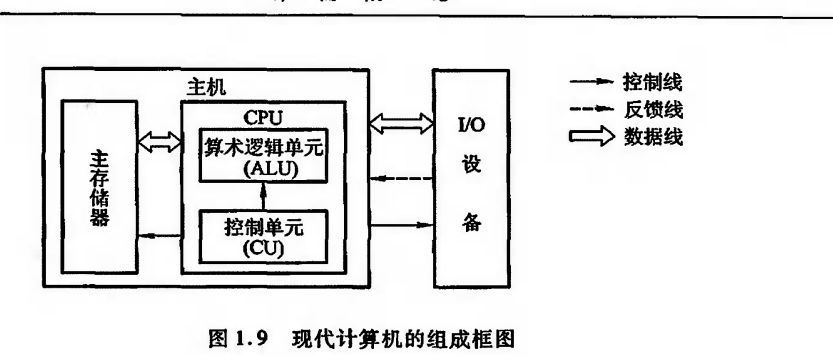 主机
CPU
算术逻辑单元
(ALU)
控制单元
(CU)
主存储器
I/O
设
备
控制线
反馈线
数据线
图 1.9 现代计算机的组成框图